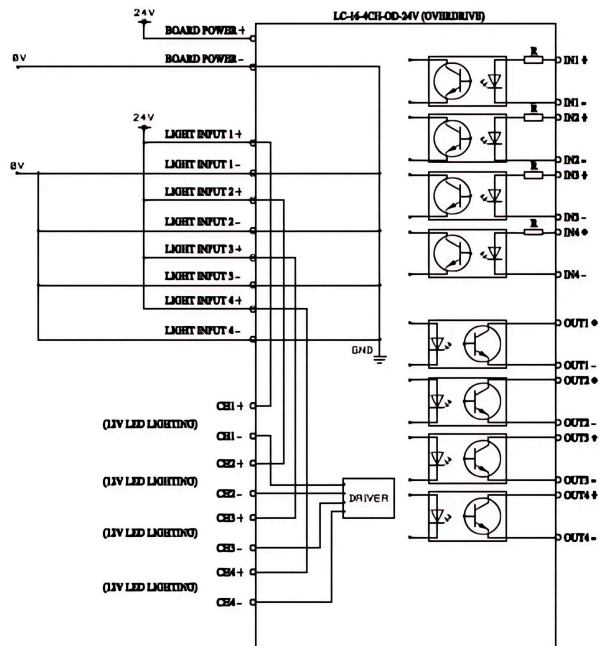 24V
LC-16-4CH-OD-24V (OVERDRIVE)
BOARD POWER +
0V
BOARD POWER -
24V
LIGHT INPUT 1 +
0V
LIGHT INPUT 1 -
LIGHT INPUT 2 +
LIGHT INPUT 2 -
LIGHT INPUT 3 +
LIGHT INPUT 3 -
LIGHT INPUT 4 +
LIGHT INPUT 4 -
GND
CH1 +
(12V LED LIGHTING)
CH1 -
CH2 +
(12V LED LIGHTING)
CH2 -
CH3 +
(12V LED LIGHTING)
CH3 -
CH4 +
(12V LED LIGHTING)
CH4 -
DRIVER
R
IN1 +
IN1 -
R
IN2 +
IN2 -
R
IN3 +
IN3 -
R
IN4 +
IN4 -
OUT1 +
OUT1 -
OUT2 +
OUT2 -
OUT3 +
OUT3 -
OUT4 +
OUT4 -